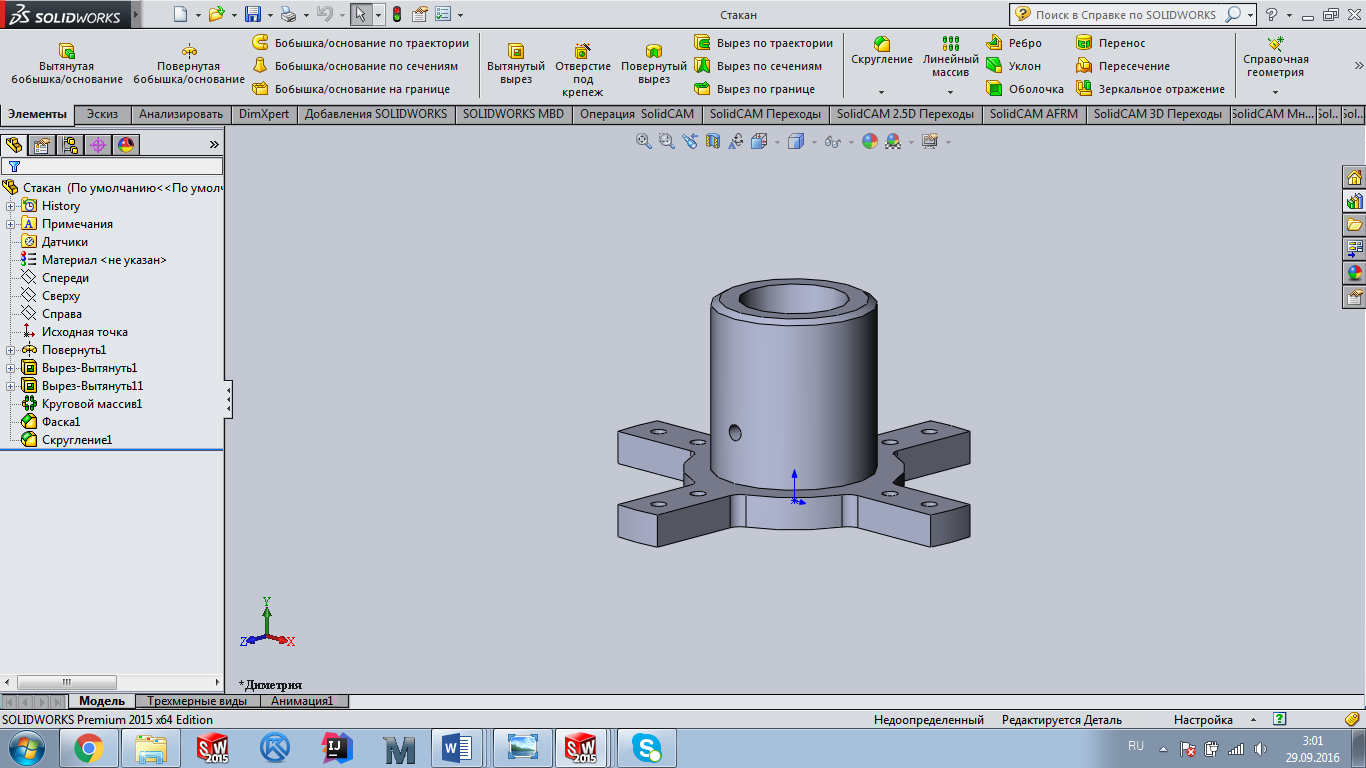 SOLIDWORKS
Стакан
Поиск в Справке по SOLIDWORKS
Вытянутая бобышка/основание
Повернутая бобышка/основание
Бобышка/основание по траектории
Бобышка/основание по сечениям
Бобышка/основание на границе
Вытянутый вырез
Отверстие под крепеж
Повернутый вырез
Вырез по траектории
Вырез по сечениям
Вырез по границе
Скругление
Линейный массив
Ребро
Уклон
Оболочка
Перенос
Пересечение
Зеркальное отражение
Справочная геометрия
Элементы Эскиз Анализировать DimXpert Добавления SOLIDWORKS SOLIDWORKS MBD Операция SolidCAM SolidCAM Переходы SolidCAM 2.5D Переходы SolidCAM AFRM SolidCAM 3D Переходы SolidCAM Мн...
Стакан (По умолчанию<<По умолч
History
Примечания
Датчики
Материал <не указан>
Спереди
Сверху
Справа
Исходная точка
Повернуть1
Вырез-Вытянуть1
Вырез-Вытянуть11
Круговой массив1
Фаска1
Скругление1
Y
Z X
*Диметрия
Модель Трехмерные виды Анимация1
SOLIDWORKS Premium 2015 x64 Edition Недоопределенный Редактируется Деталь Настройка
RU 3:01
29.09.2016